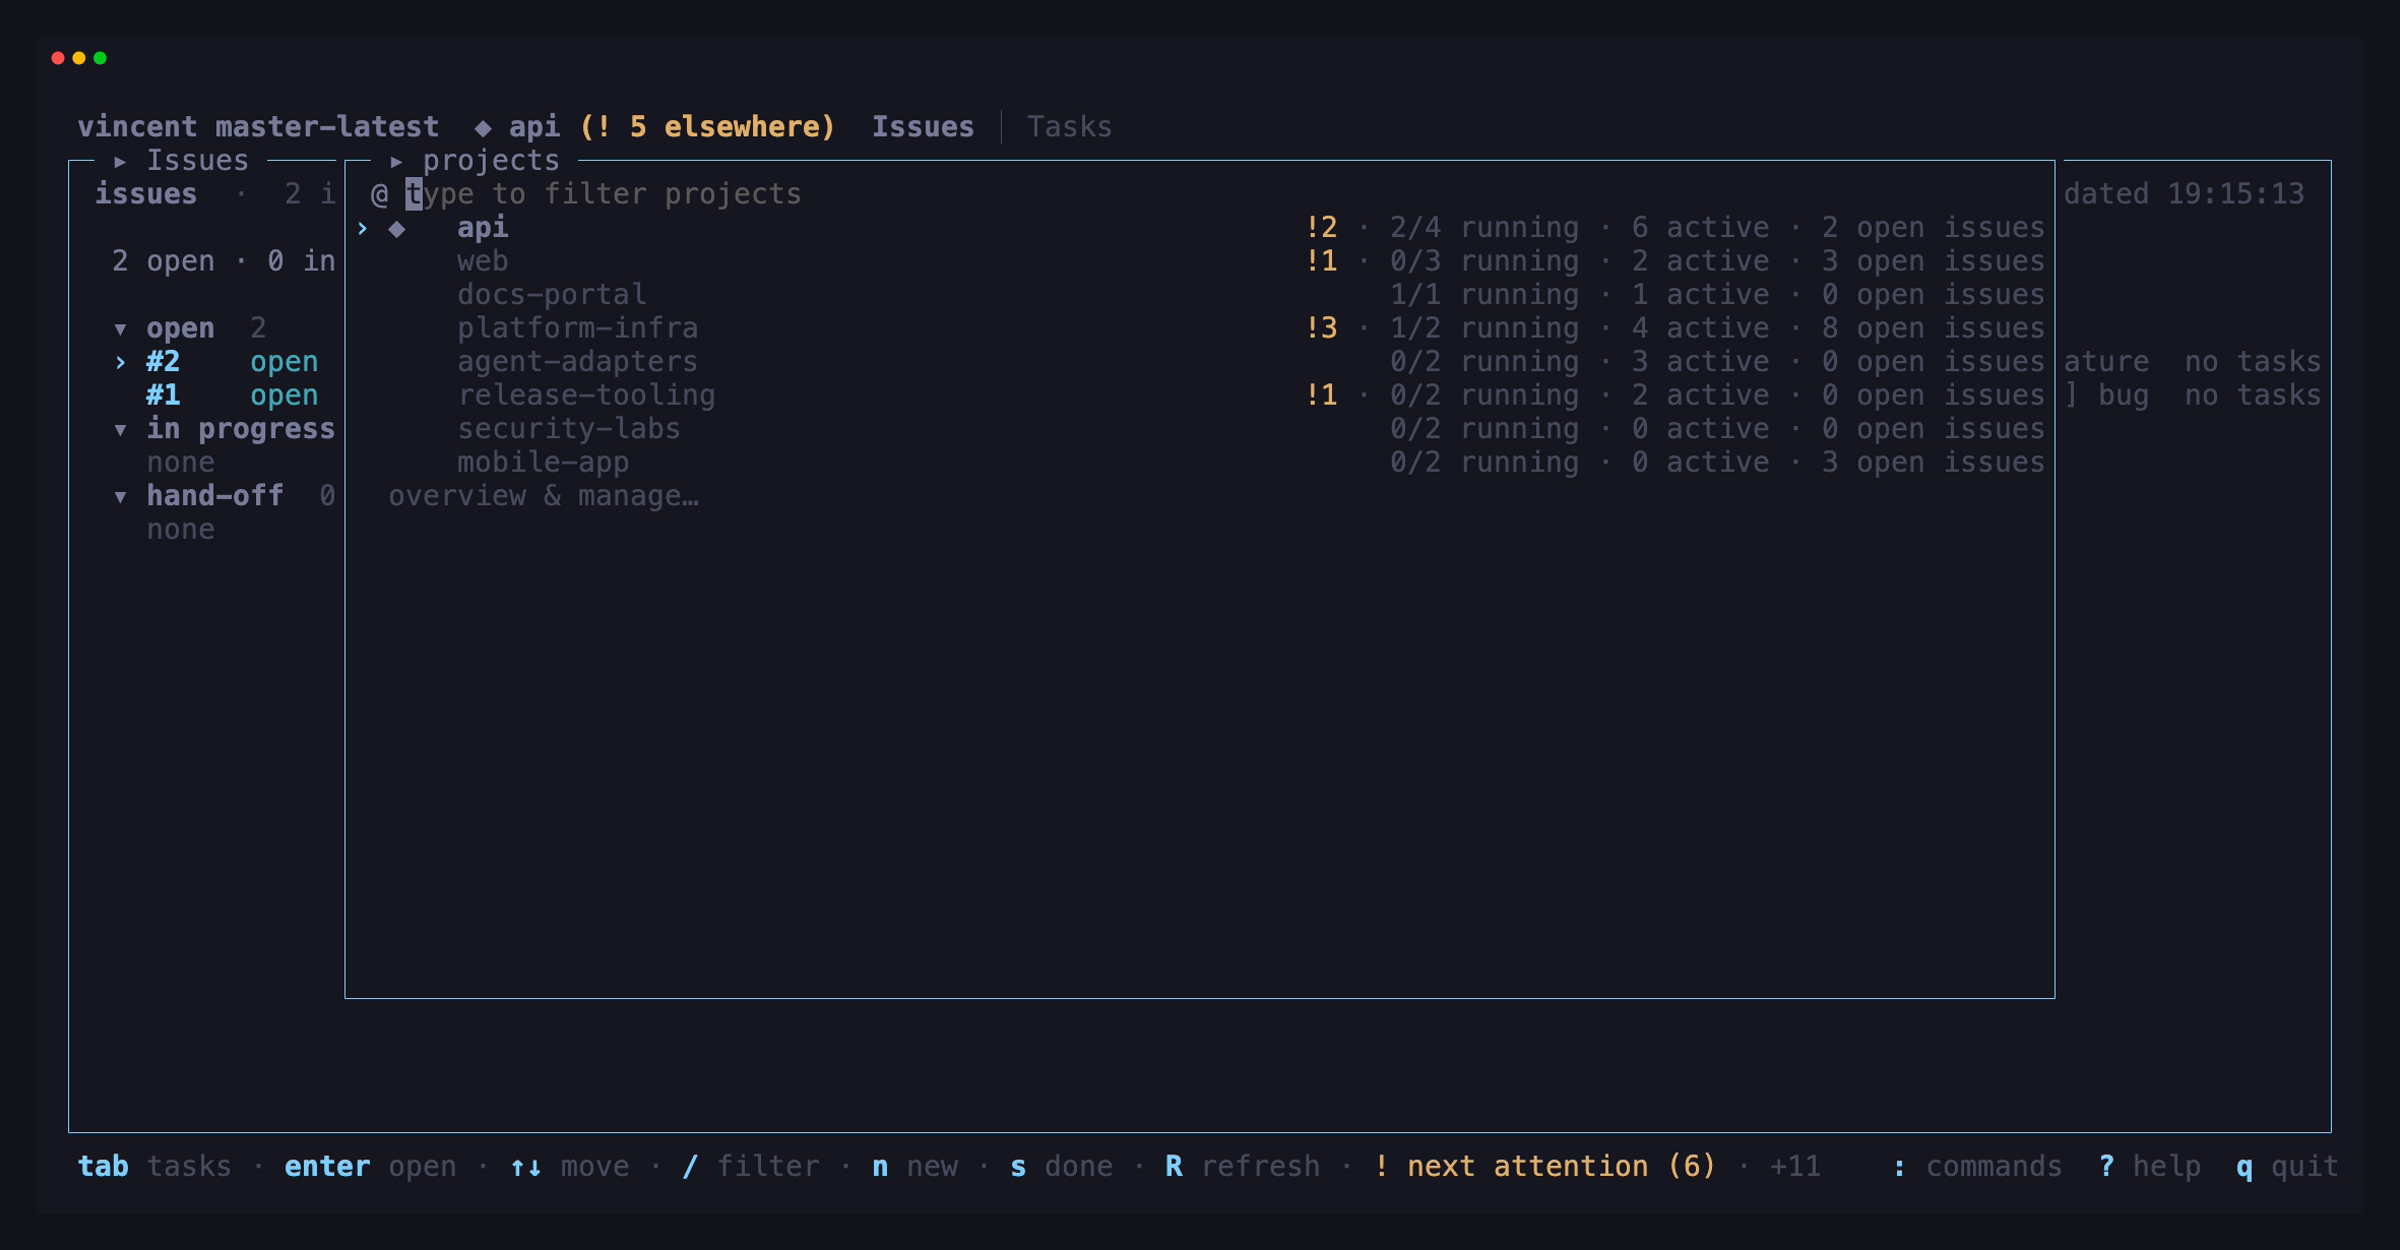 vincent master-latest ◆ api (! 5 elsewhere) Issues │ Tasks
▸ Issues ▸ projects
issues · 2 i @ type to filter projects dated 19:15:13
› ◆ api !2 · 2/4 running · 6 active · 2 open issues
2 open · 0 in web !1 · 0/3 running · 2 active · 3 open issues
docs-portal 1/1 running · 1 active · 0 open issues
▾ open 2 platform-infra !3 · 1/2 running · 4 active · 8 open issues
› #2 open agent-adapters 0/2 running · 3 active · 0 open issues ature no tasks
#1 open release-tooling !1 · 0/2 running · 2 active · 0 open issues ] bug no tasks
▾ in progress security-labs 0/2 running · 0 active · 0 open issues
none mobile-app 0/2 running · 0 active · 3 open issues
▾ hand-off 0 overview & manage…
none
tab tasks · enter open · ↑↓ move · / filter · n new · s done · R refresh · ! next attention (6) · +11 : commands ? help q quit